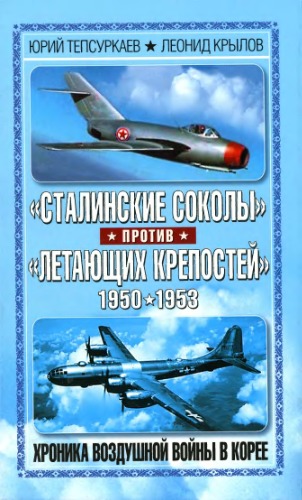 ЮРИЙ ТЕПСУРКАЕВ ★ ЛЕОНИД КРЫЛОВ
«СТАЛИНСКИЕ СОКОЛЫ»
★ ПРОТИВ ★
«ЛЕТАЮЩИХ КРЕПОСТЕЙ»
1950★1953
ХРОНИКА ВОЗДУШНОЙ ВОЙНЫ В КОРЕЕ